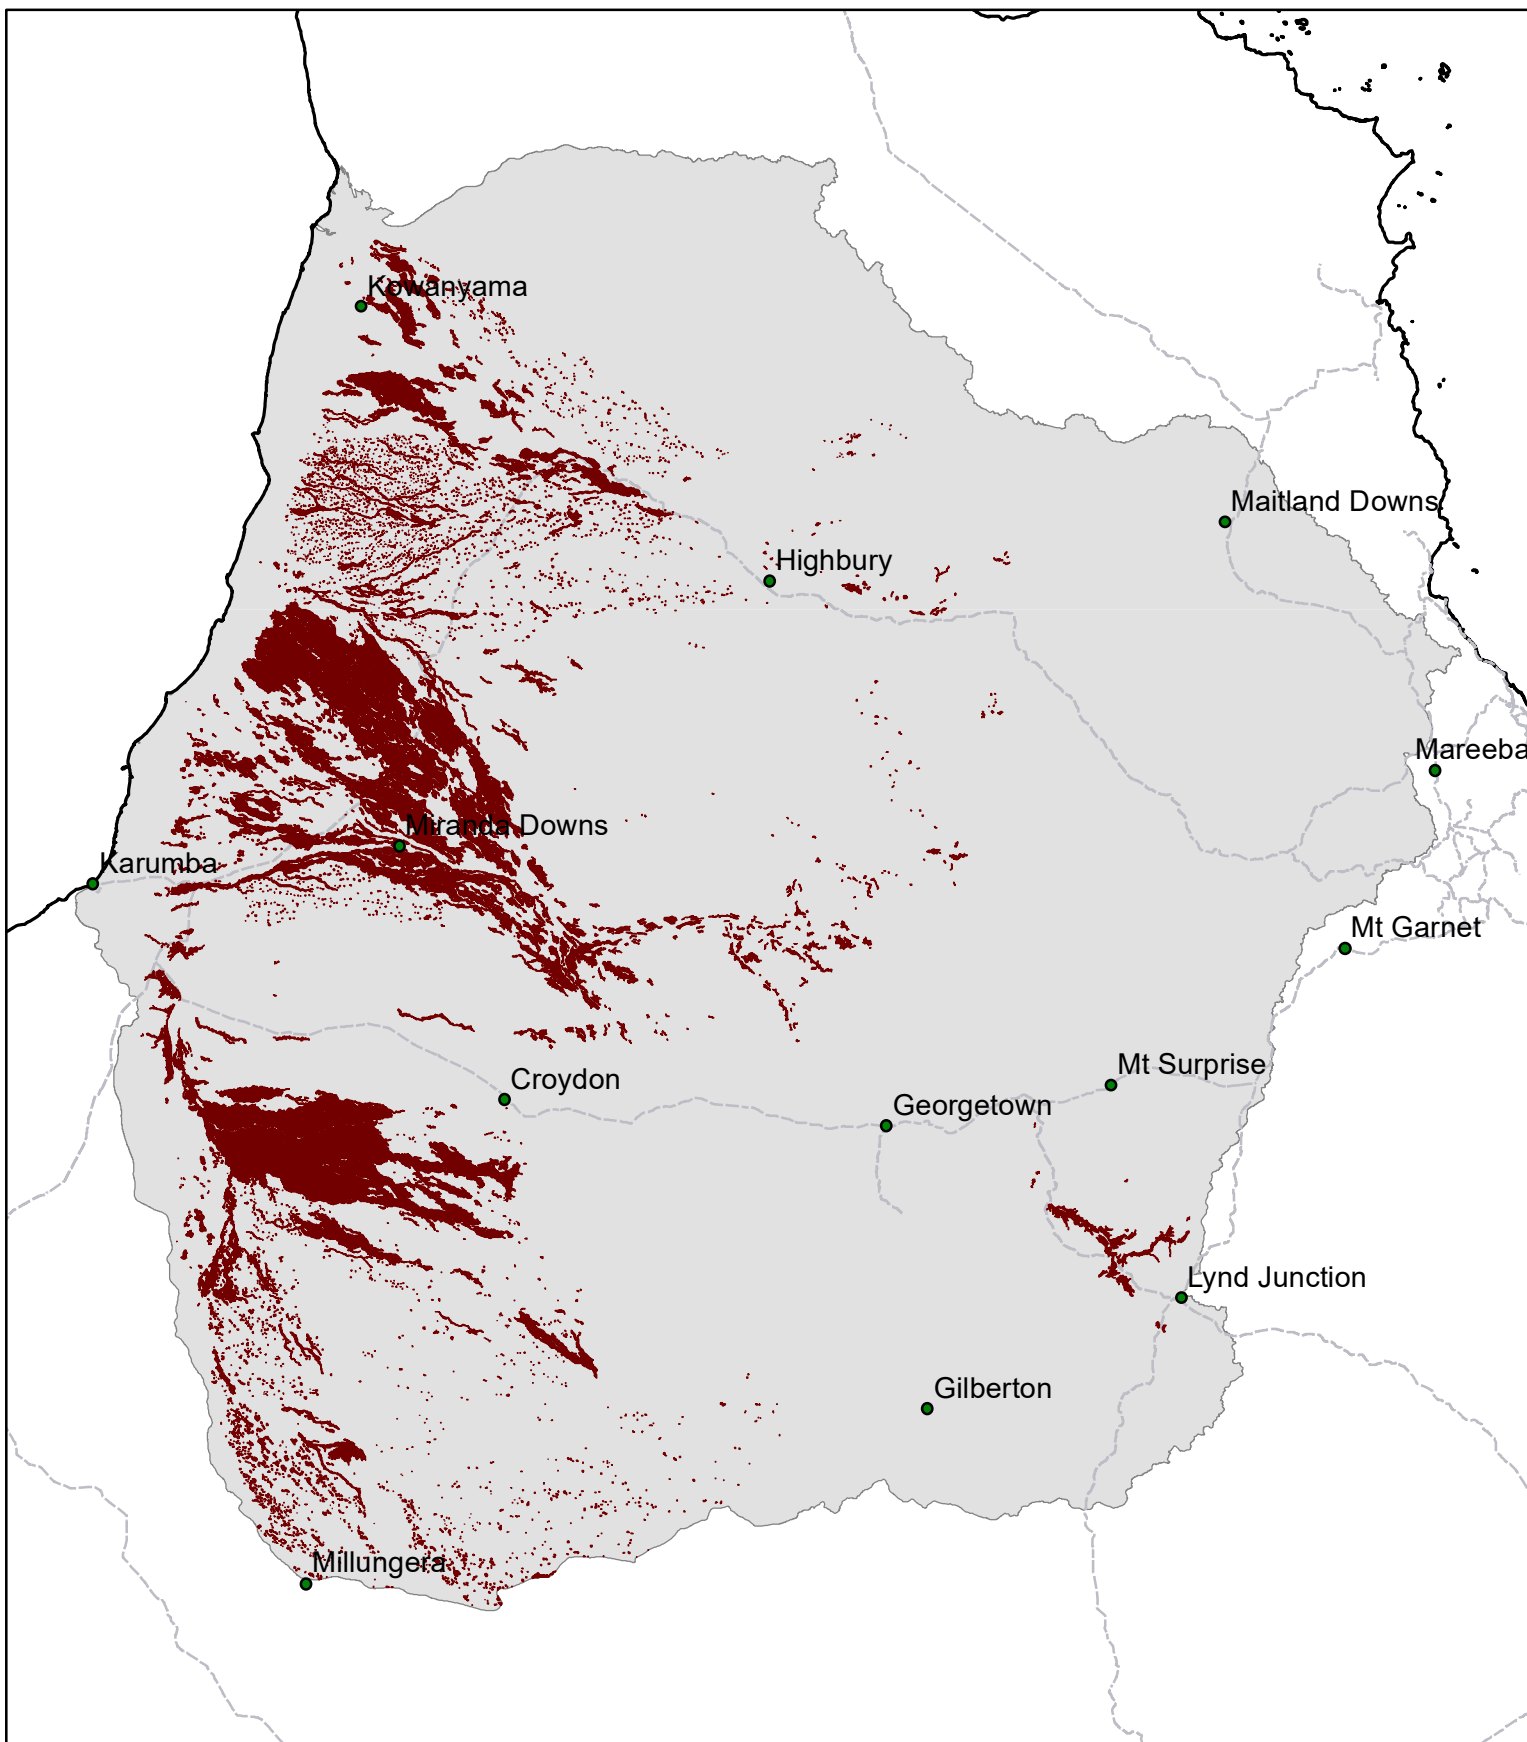 Kowanyama
Maitland Downs
Highbury
Mareeba
Miranda Downs
Karumba
Mt Garnet
Mt Surprise
Croydon
Georgetown
Lynd Junction
Gilberton
Millungera